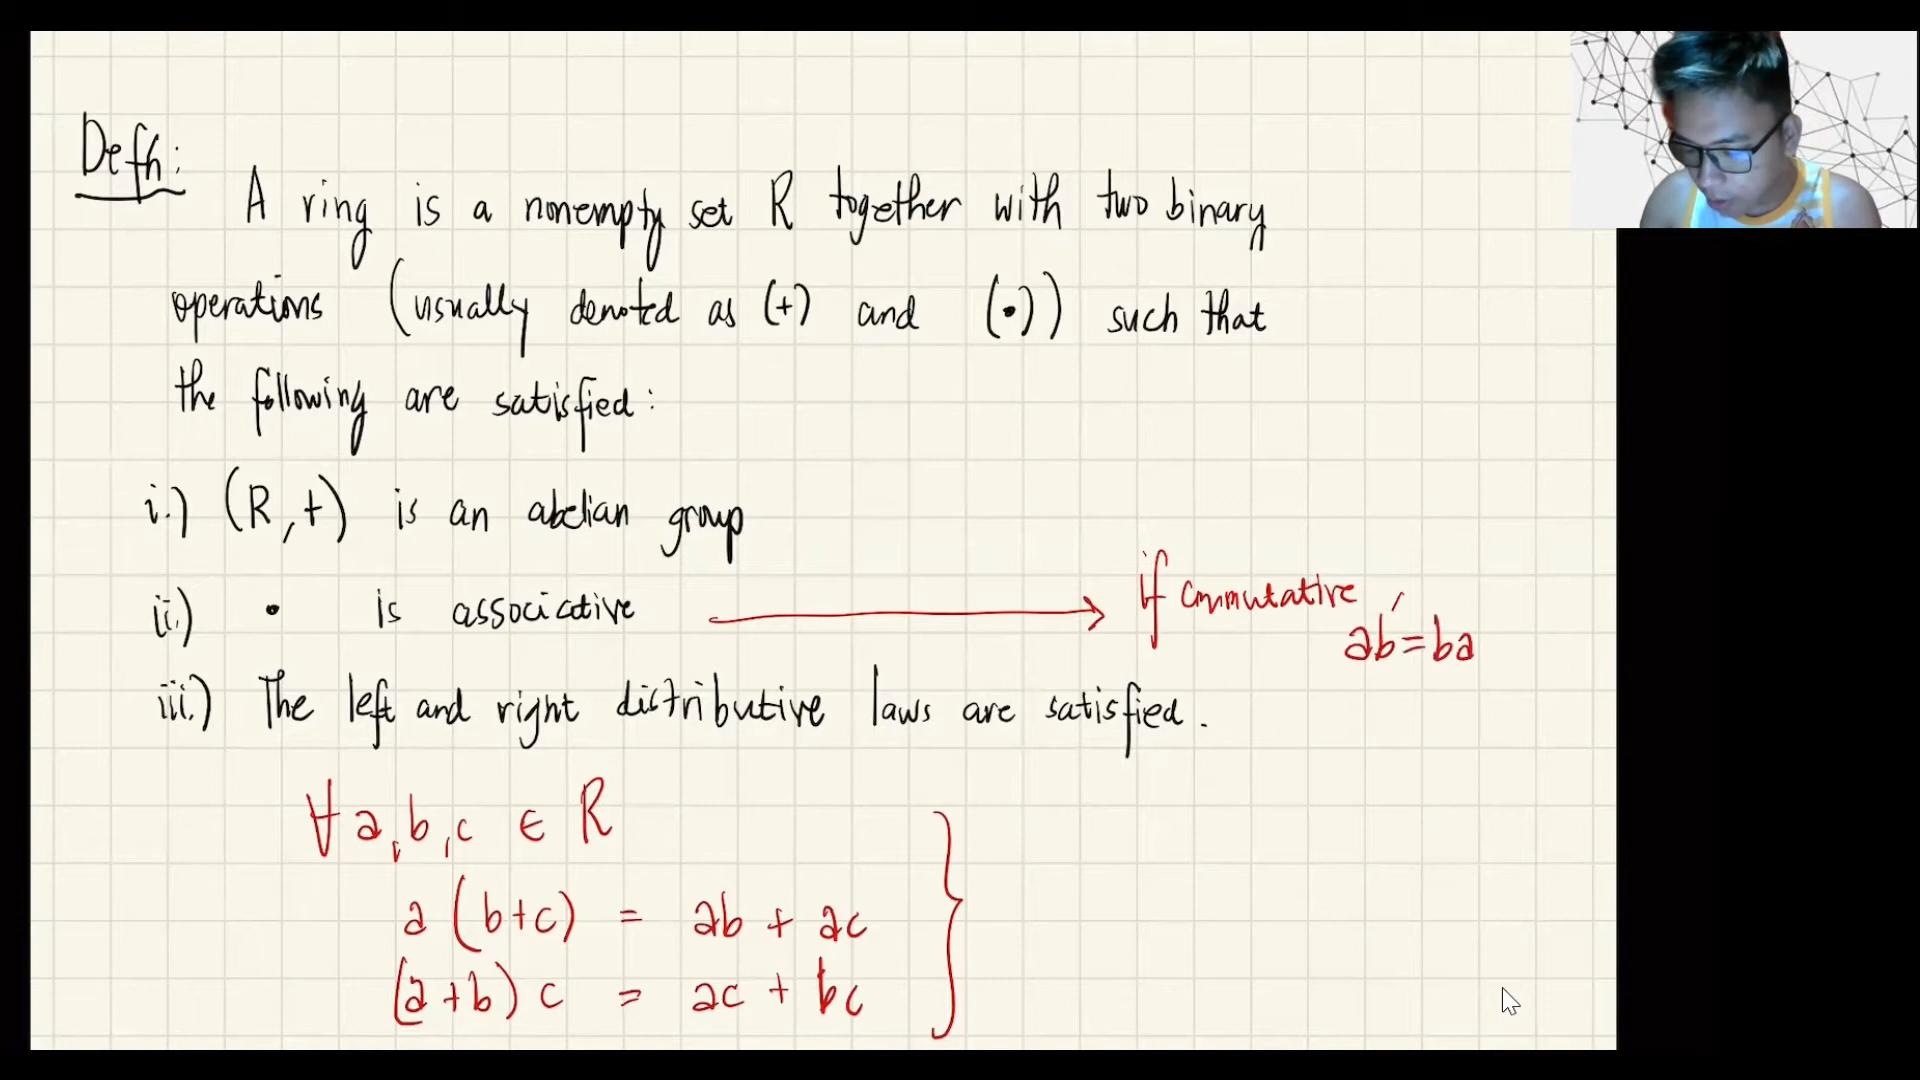 Defn:
A ring is a nonempty set R together with two binary
operations (usually denoted as (+) and (•)) such that
the following are satisfied:
i.) (R,+) is an abelian group
ii.) • is associative → if commutative,
ab=ba
iii.) The left and right distributive laws are satisfied.
∀ a,b,c ∈ R
a(b+c) = ab + ac
(a+b)c = ac + bc